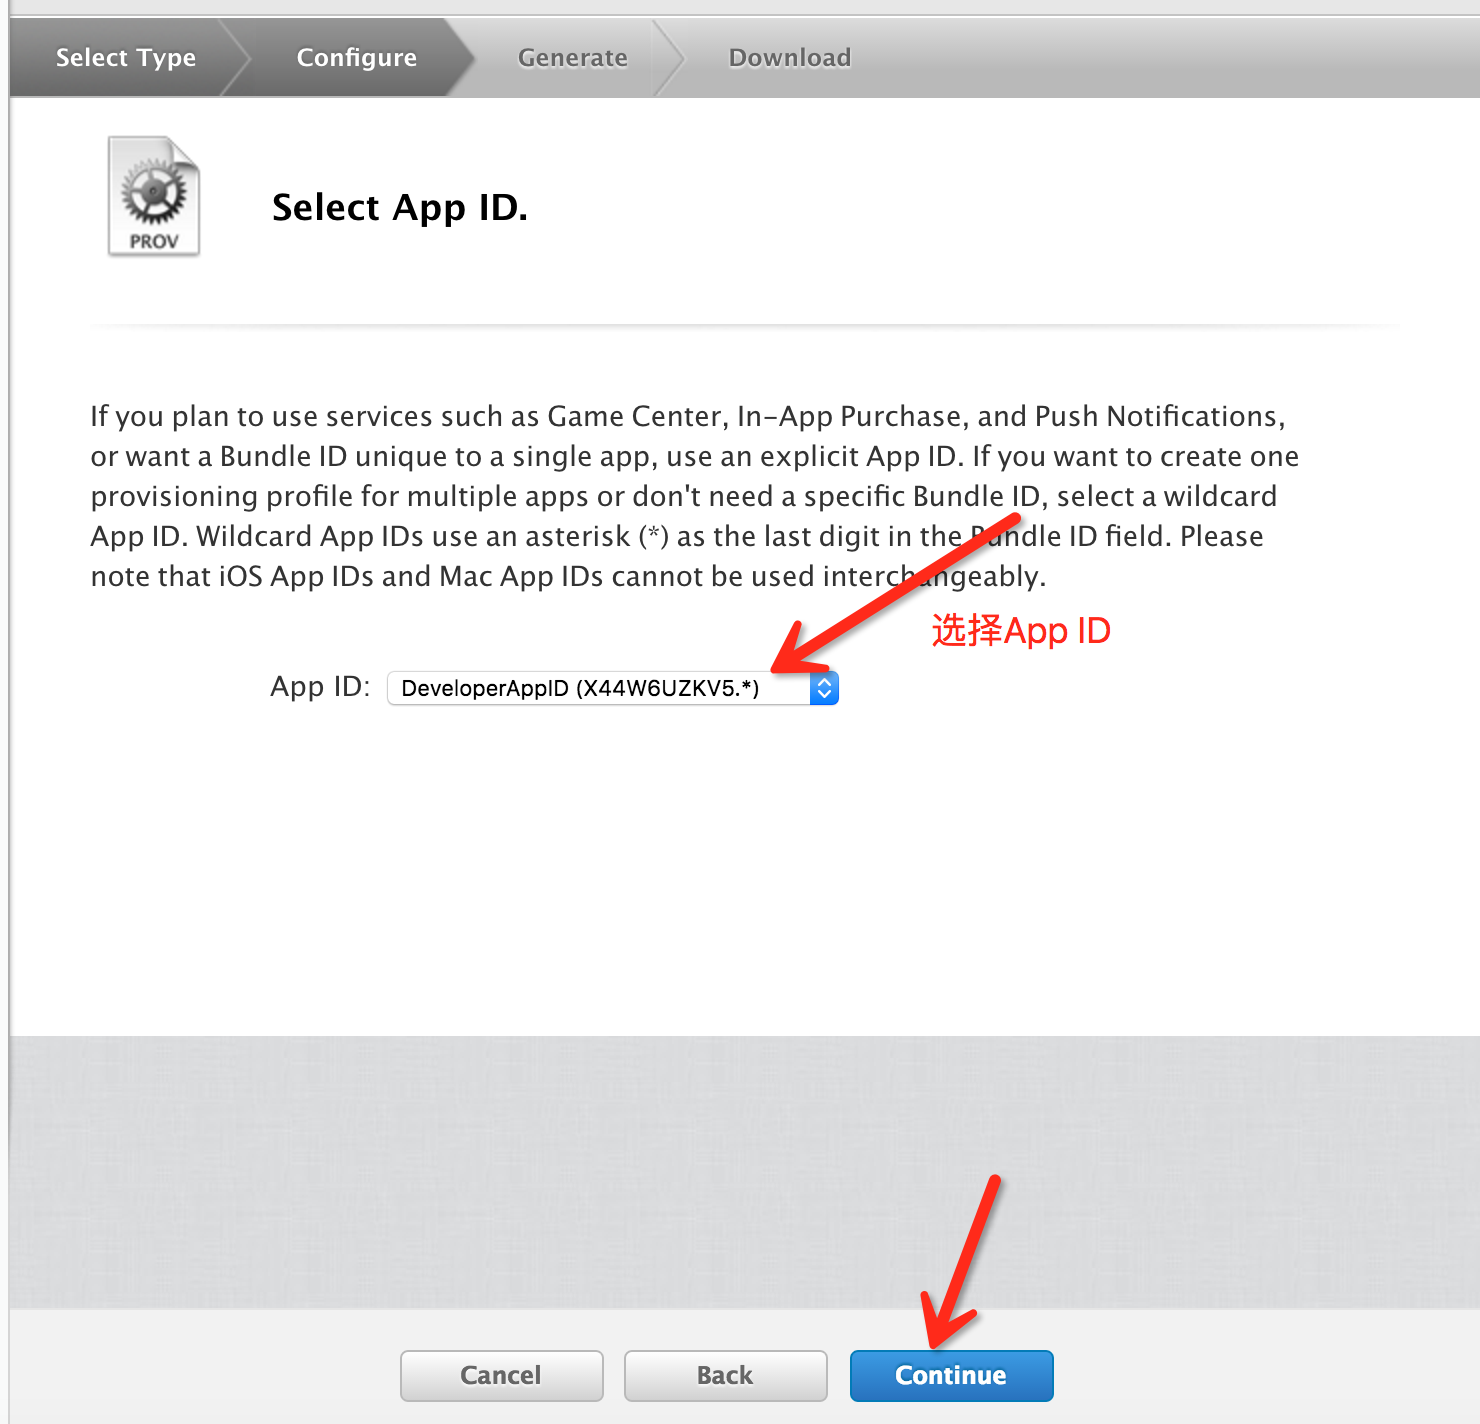 Select Type
Configure
Generate
Download
PROV
Select App ID.
If you plan to use services such as Game Center, In-App Purchase, and Push Notifications,
or want a Bundle ID unique to a single app, use an explicit App ID. If you want to create one
provisioning profile for multiple apps or don't need a specific Bundle ID, select a wildcard
App ID. Wildcard App IDs use an asterisk (*) as the last digit in the Bundle ID field. Please
note that iOS App IDs and Mac App IDs cannot be used interchangeably.
选择App ID
App ID: DeveloperAppID (X44W6UZKV5.*)
Cancel
Back
Continue